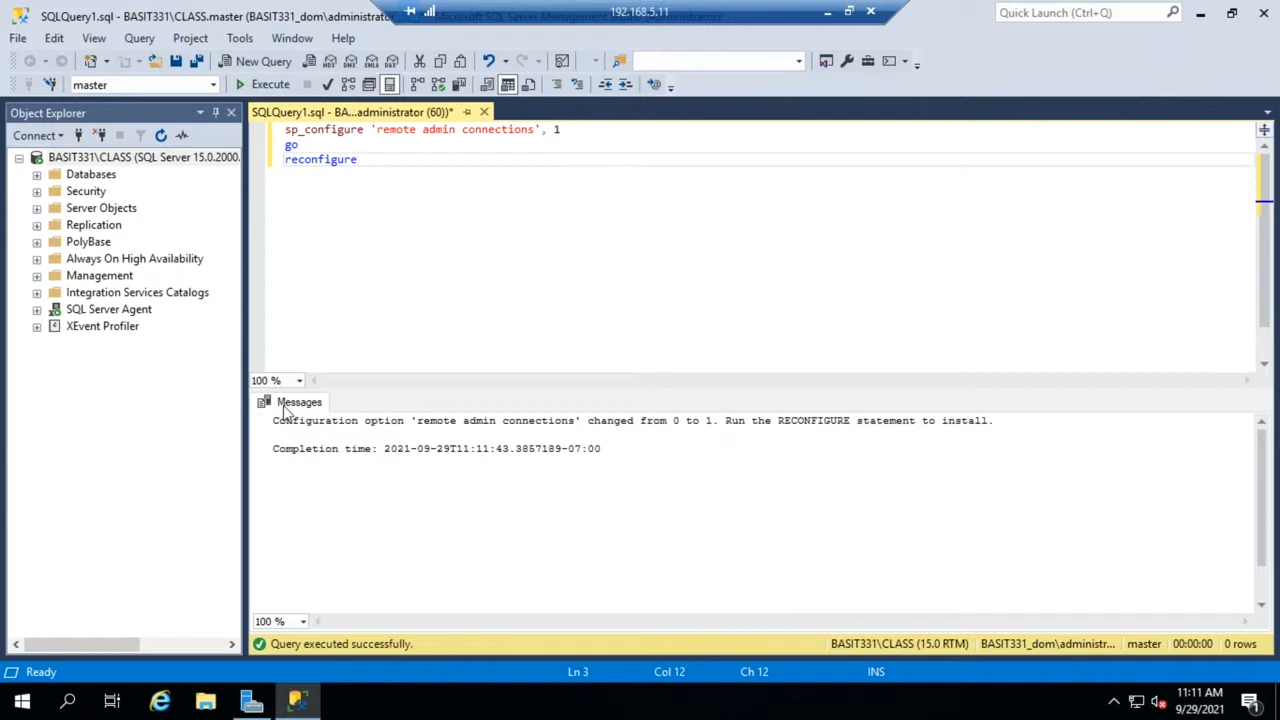 192.168.5.11
SQLQuery1.sql - BASIT331\CLASS.master (BASIT331_dom\administrator
Quick Launch (Ctrl+Q)
File Edit View Query Project Tools Window Help
New Query
master Execute
Object Explorer
SQLQuery1.sql - BA...administrator (60))*
Connect
BASIT331\CLASS (SQL Server 15.0.2000.
Databases
Security
Server Objects
Replication
PolyBase
Always On High Availability
Management
Integration Services Catalogs
SQL Server Agent
XEvent Profiler
sp_configure 'remote admin connections', 1
go
reconfigure
100 %
Messages
Configuration option 'remote admin connections' changed from 0 to 1. Run the RECONFIGURE statement to install.
Completion time: 2021-09-29T11:11:43.3857189-07:00
100 %
Query executed successfully. BASIT331\CLASS (15.0 RTM) BASIT331_dom\administr... master 00:00:00 0 rows
Ready Ln 3 Col 12 Ch 12 INS
11:11 AM
9/29/2021